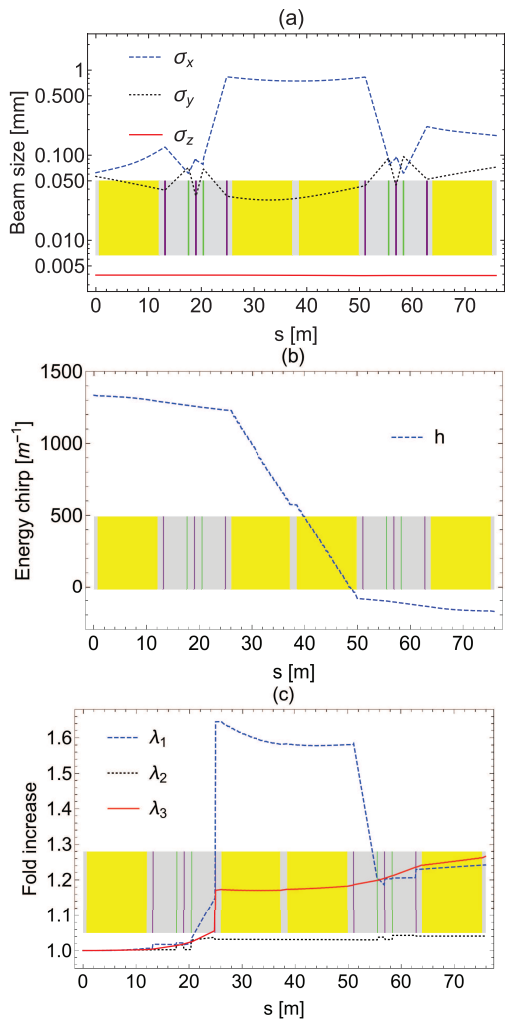 (a)
Beam size [mm]
1
0.500
0.100
0.050
0.010
0.005
σx
σy
σz
0 10 20 30 40 50 60 70
s [m]
(b)
Energy chirp [m⁻¹]
1500
1000
500
0
h
0 10 20 30 40 50 60 70
s [m]
(c)
Fold increase
1.6
1.5
1.4
1.3
1.2
1.1
1.0
λ1
λ2
λ3
0 10 20 30 40 50 60 70
s [m]